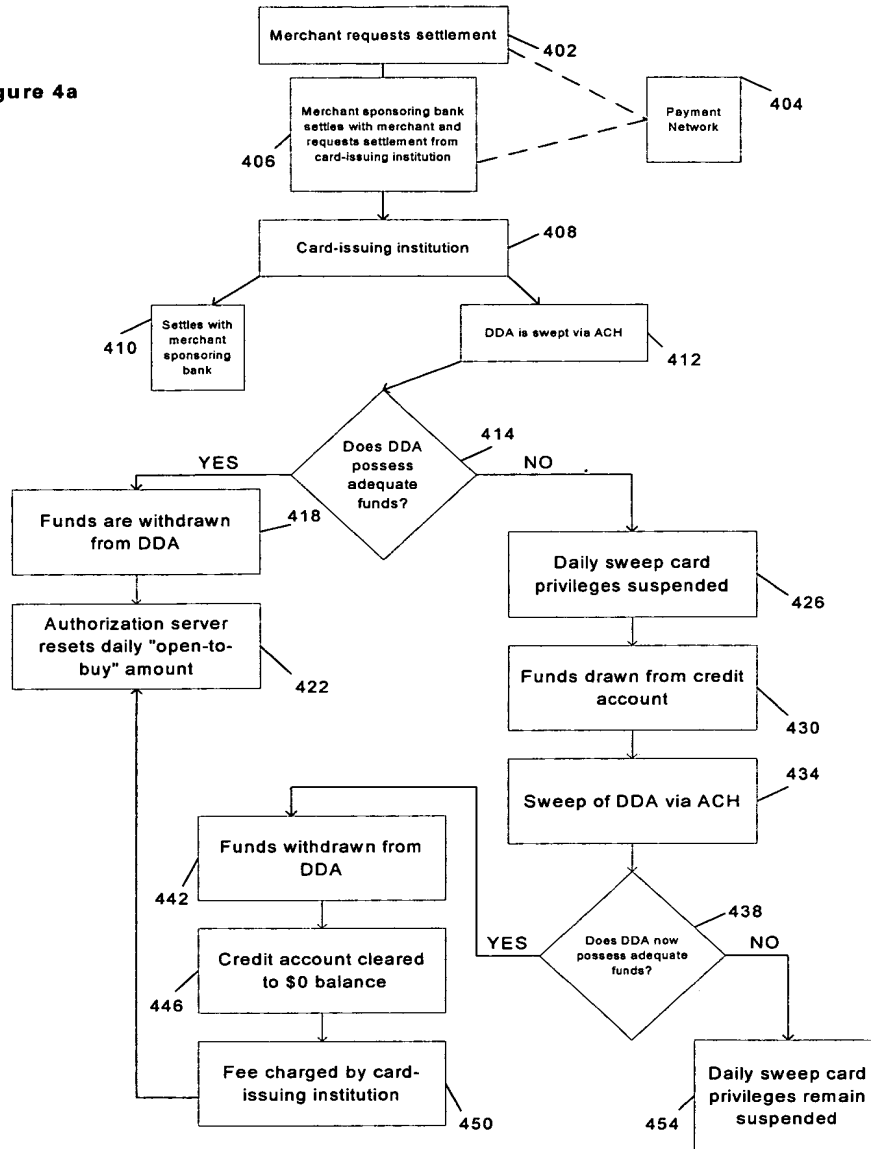 gure 4a
Merchant requests settlement
402
Payment
Network
404
Merchant sponsoring bank
settles with merchant and
requests settlement from
card-issuing institution
406
Card-issuing institution
408
Settles with
merchant
sponsoring
bank
410
DDA is swept via ACH
412
Does DDA
possess
adequate
funds?
414
YES
NO
Funds are withdrawn
from DDA
418
Authorization server
resets daily "open-to-
buy" amount
422
Daily sweep card
privileges suspended
426
Funds drawn from credit
account
430
Sweep of DDA via ACH
434
Does DDA now
possess adequate
funds?
438
YES
NO
Funds withdrawn from
DDA
442
Credit account cleared
to $0 balance
446
Fee charged by card-
issuing institution
450
Daily sweep card
privileges remain
suspended
454